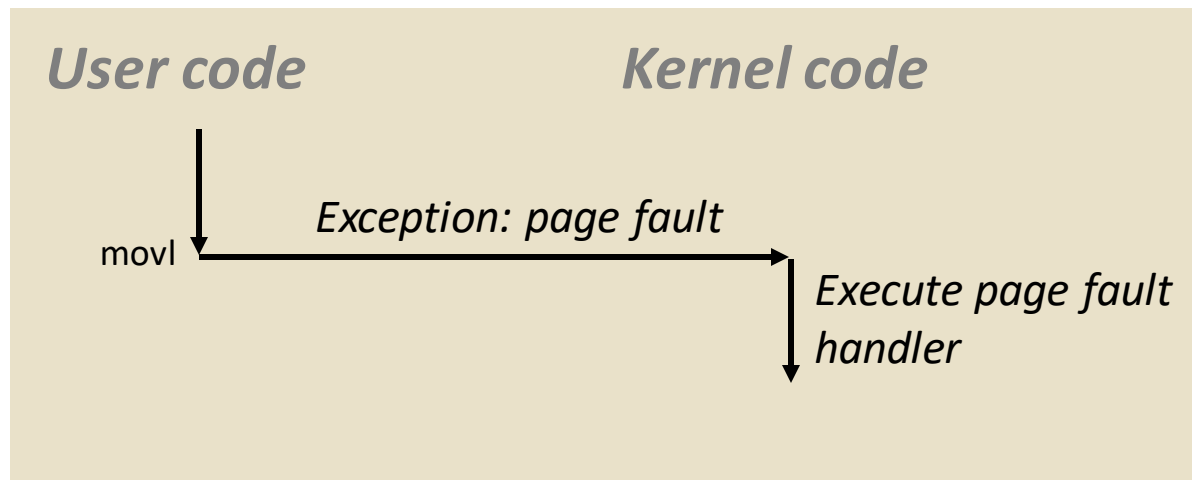 User code
Kernel code
Exception: page fault
movl
Execute page fault
handler